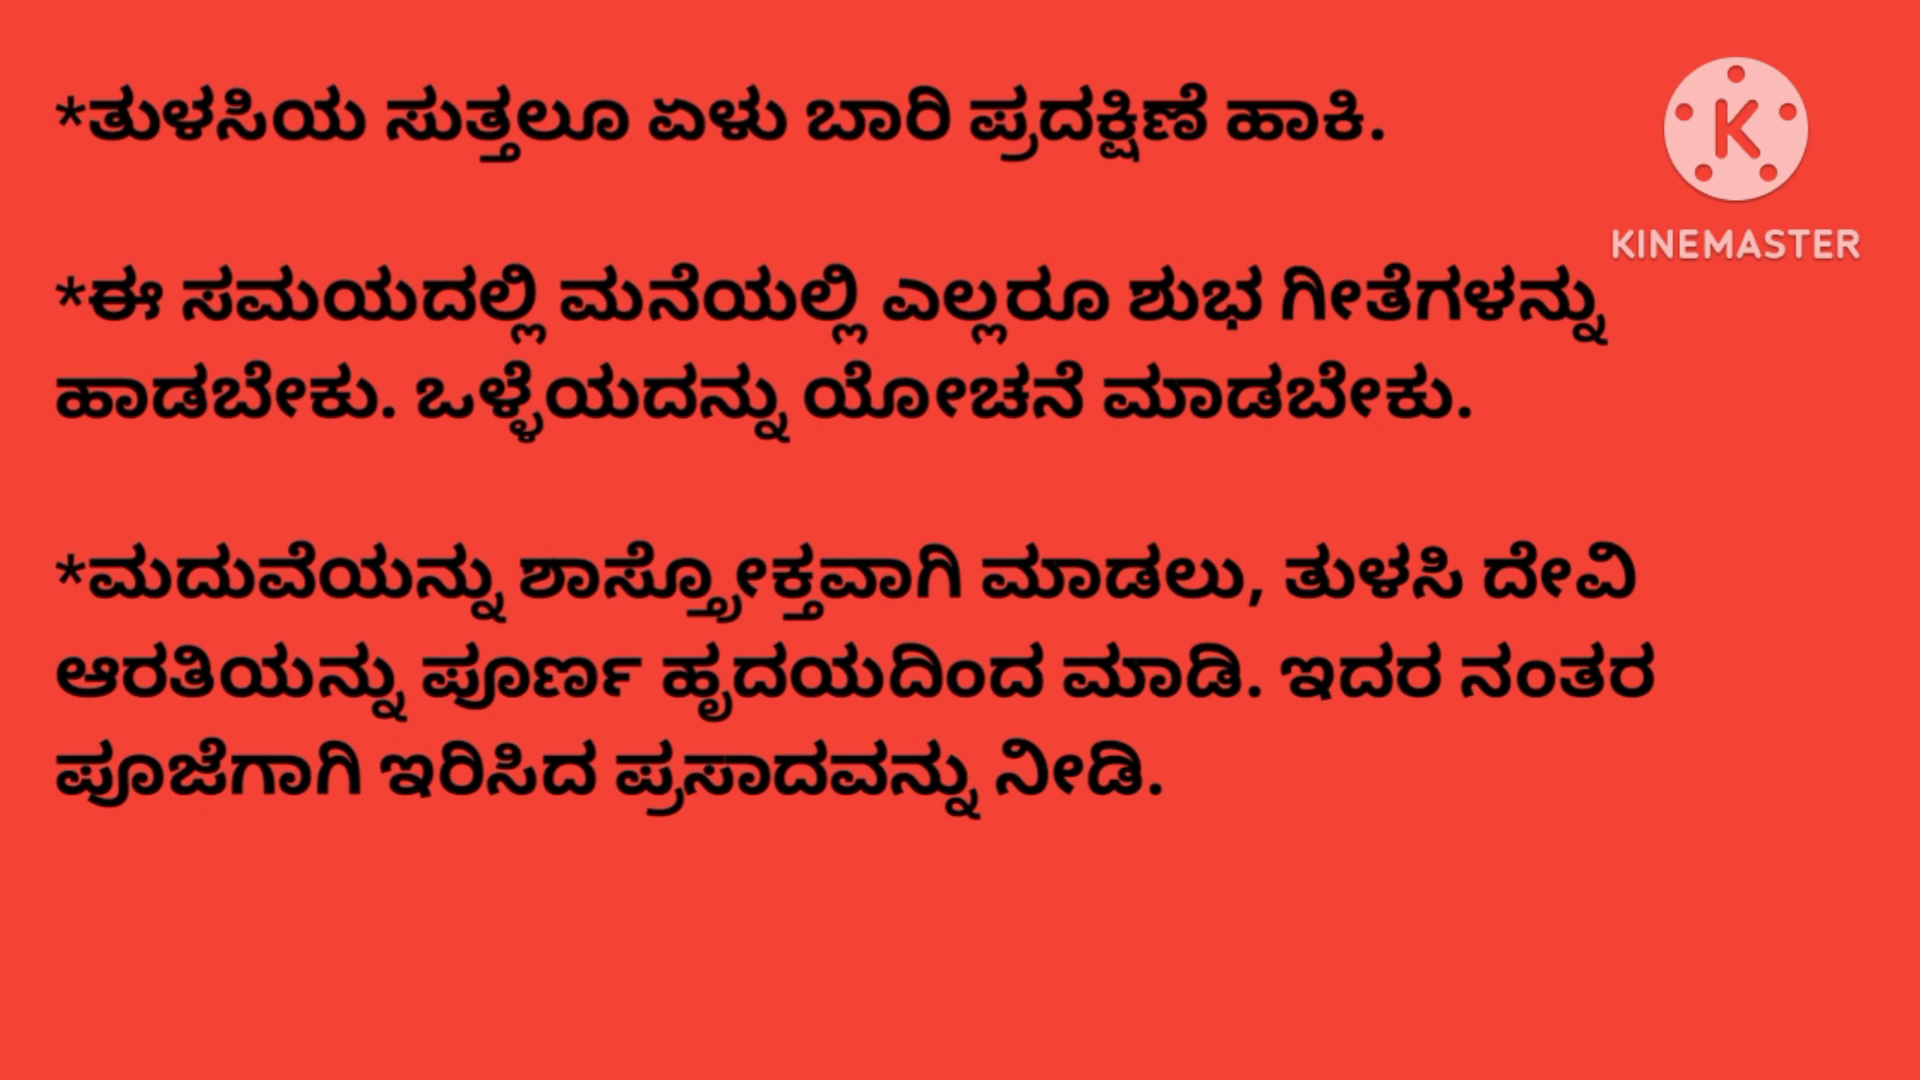 *ತುಳಸಿಯ ಸುತ್ತಲೂ ಏಳು ಬಾರಿ ಪ್ರದಕ್ಷಿಣೆ ಹಾಕಿ.
KINEMASTER
*ಈ ಸಮಯದಲ್ಲಿ ಮನೆಯಲ್ಲಿ ಎಲ್ಲರೂ ಶುಭ ಗೀತೆಗಳನ್ನು
ಹಾಡಬೇಕು. ಒಳ್ಳೆಯದನ್ನು ಯೋಚನೆ ಮಾಡಬೇಕು.
*ಮದುವೆಯನ್ನು ಶಾಸ್ತ್ರೋಕ್ತವಾಗಿ ಮಾಡಲು, ತುಳಸಿ ದೇವಿ
ಆರತಿಯನ್ನು ಪೂರ್ಣ ಹೃದಯದಿಂದ ಮಾಡಿ. ಇದರ ನಂತರ
ಪೂಜೆಗಾಗಿ ಇರಿಸಿದ ಪ್ರಸಾದವನ್ನು ನೀಡಿ.